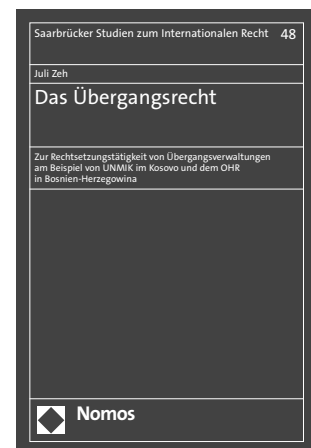 Saarbrücker Studien zum Internationalen Recht 48
Juli Zeh
Das Übergangsrecht
Zur Rechtsetzungstätigkeit von Übergangsverwaltungen
am Beispiel von UNMIK im Kosovo und dem OHR
in Bosnien-Herzegowina
Nomos